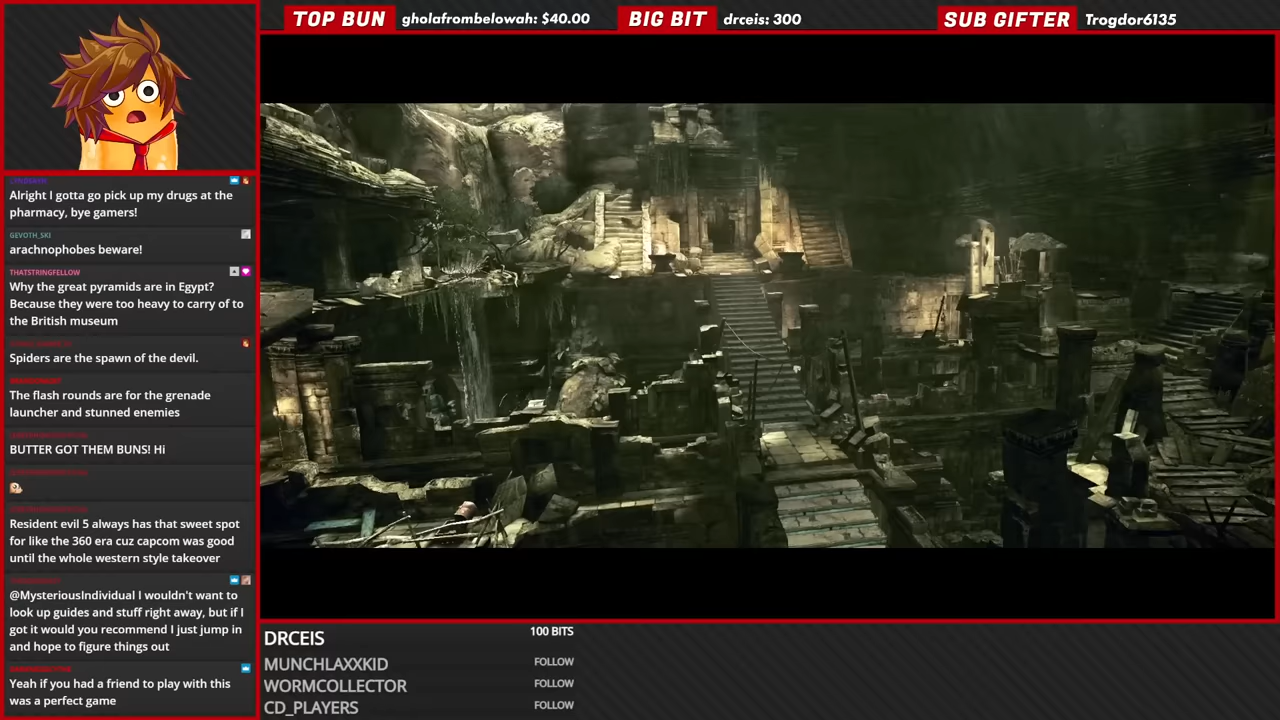 TOP BUN gholafrombelowah: $40.00 BIG BIT drceis: 300 SUB GIFTER Trogdor6135
Alright I gotta go pick up my drugs at the
pharmacy, bye gamers!
GEVOTH_SKI
arachnophobes beware!
THATSTRINGFELLOW
Why the great pyramids are in Egypt?
Because they were too heavy to carry of to
the British museum
Spiders are the spawn of the devil.
The flash rounds are for the grenade
launcher and stunned enemies
BUTTER GOT THEM BUNS! Hi
Resident evil 5 always has that sweet spot
for like the 360 era cuz capcom was good
until the whole western style takeover
@MysteriousIndividual I wouldn't want to
look up guides and stuff right away, but if I
got it would you recommend I just jump in
and hope to figure things out
Yeah if you had a friend to play with this
was a perfect game
DRCEIS 100 BITS
MUNCHLAXXKID FOLLOW
WORMCOLLECTOR FOLLOW
CD_PLAYERS FOLLOW